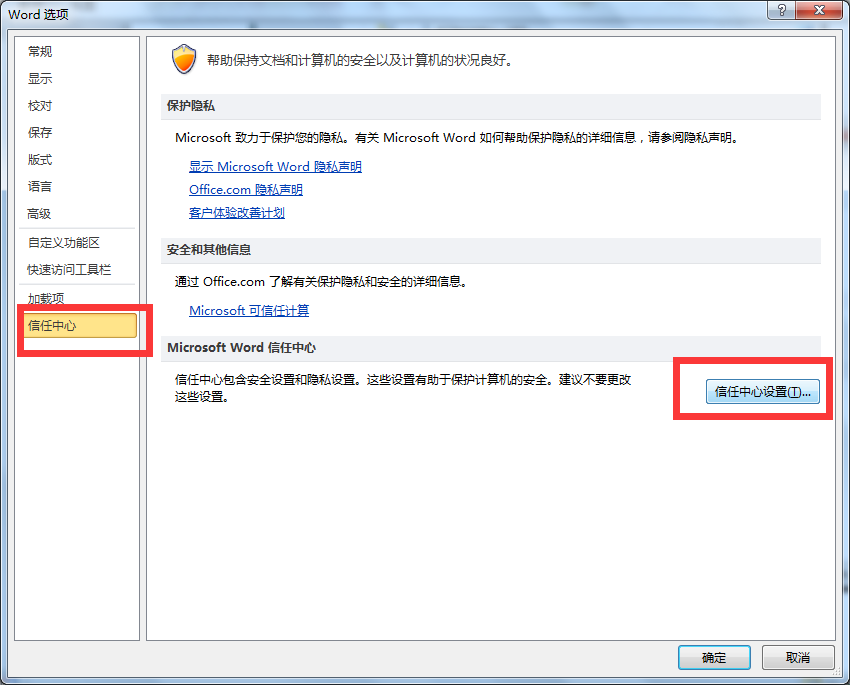 Word 选项
常规
显示
校对
保存
版式
语言
高级
自定义功能区
快速访问工具栏
加载项
信任中心
帮助保持文档和计算机的安全以及计算机的状况良好。
保护隐私
Microsoft 致力于保护您的隐私。有关 Microsoft Word 如何帮助保护隐私的详细信息，请参阅隐私声明。
显示 Microsoft Word 隐私声明
Office.com 隐私声明
客户体验改善计划
安全和其他信息
通过 Office.com 了解有关保护隐私和安全的详细信息。
Microsoft 可信任计算
Microsoft Word 信任中心
信任中心包含安全设置和隐私设置。这些设置有助于保护计算机的安全。建议不要更改
这些设置。
信任中心设置(T)...
确定
取消